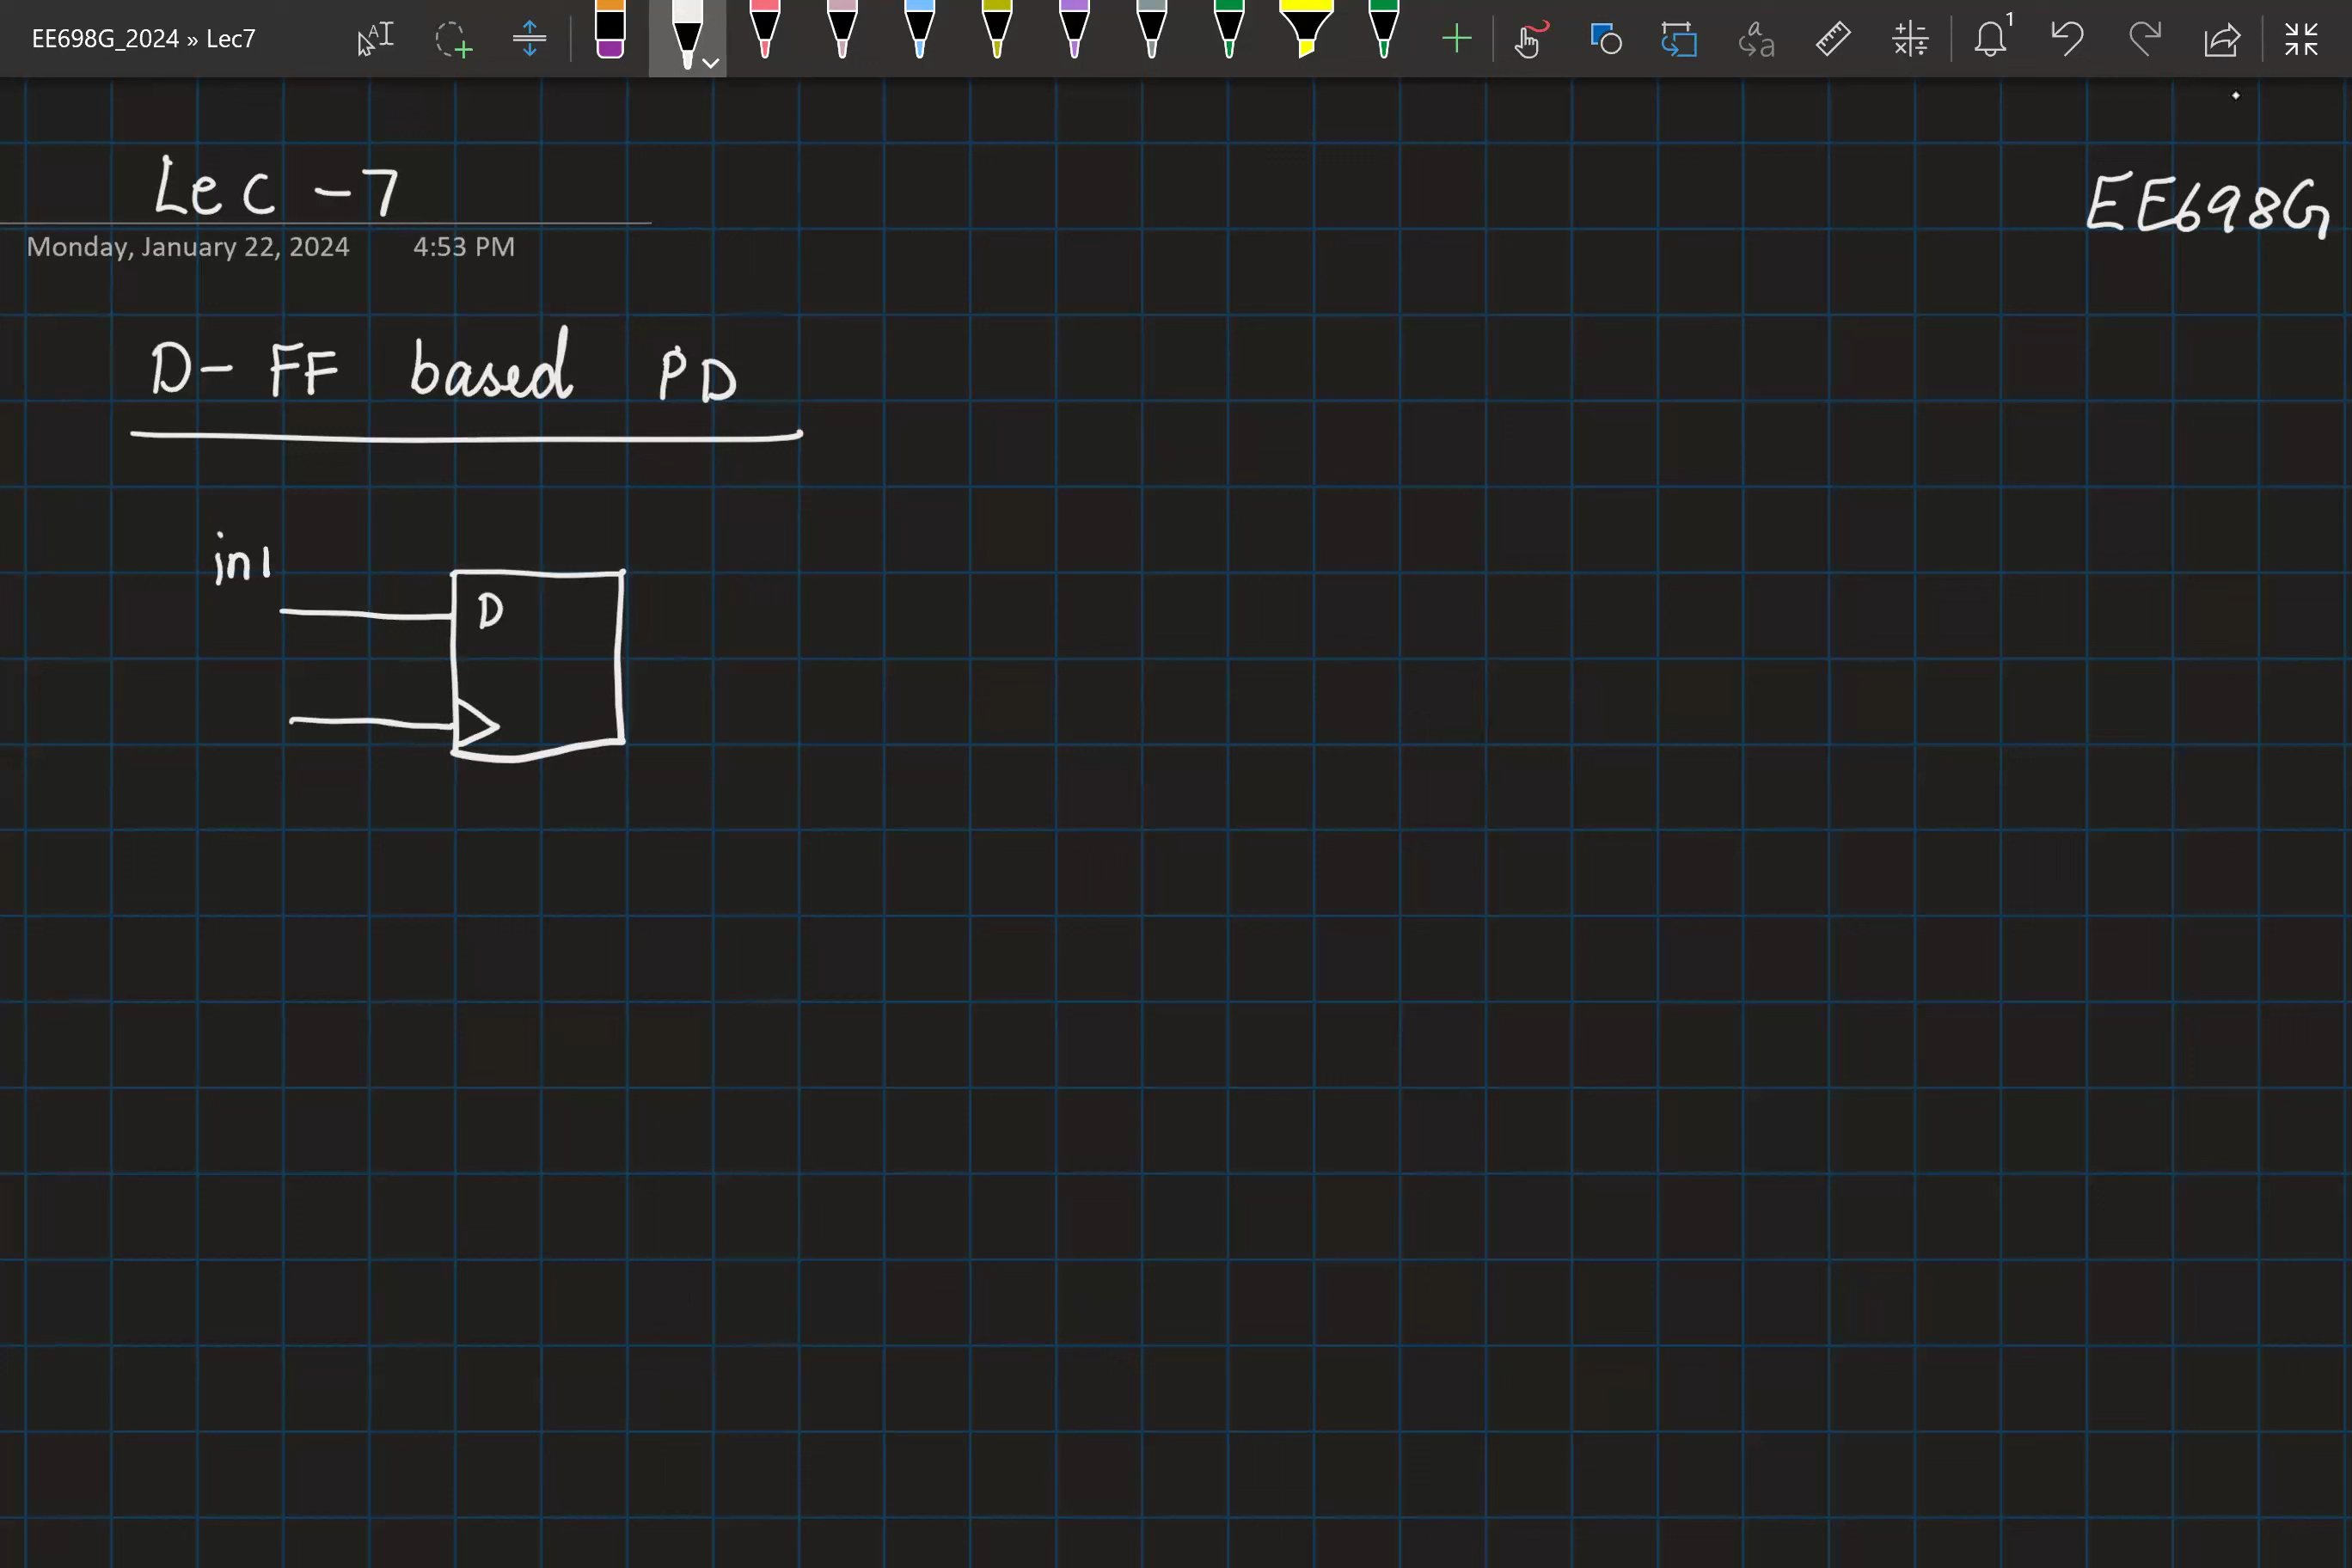 EE698G_2024 » Lec7
Lec -7
EE698G
Monday, January 22, 2024 4:53 PM
D- FF based PD
in1
D